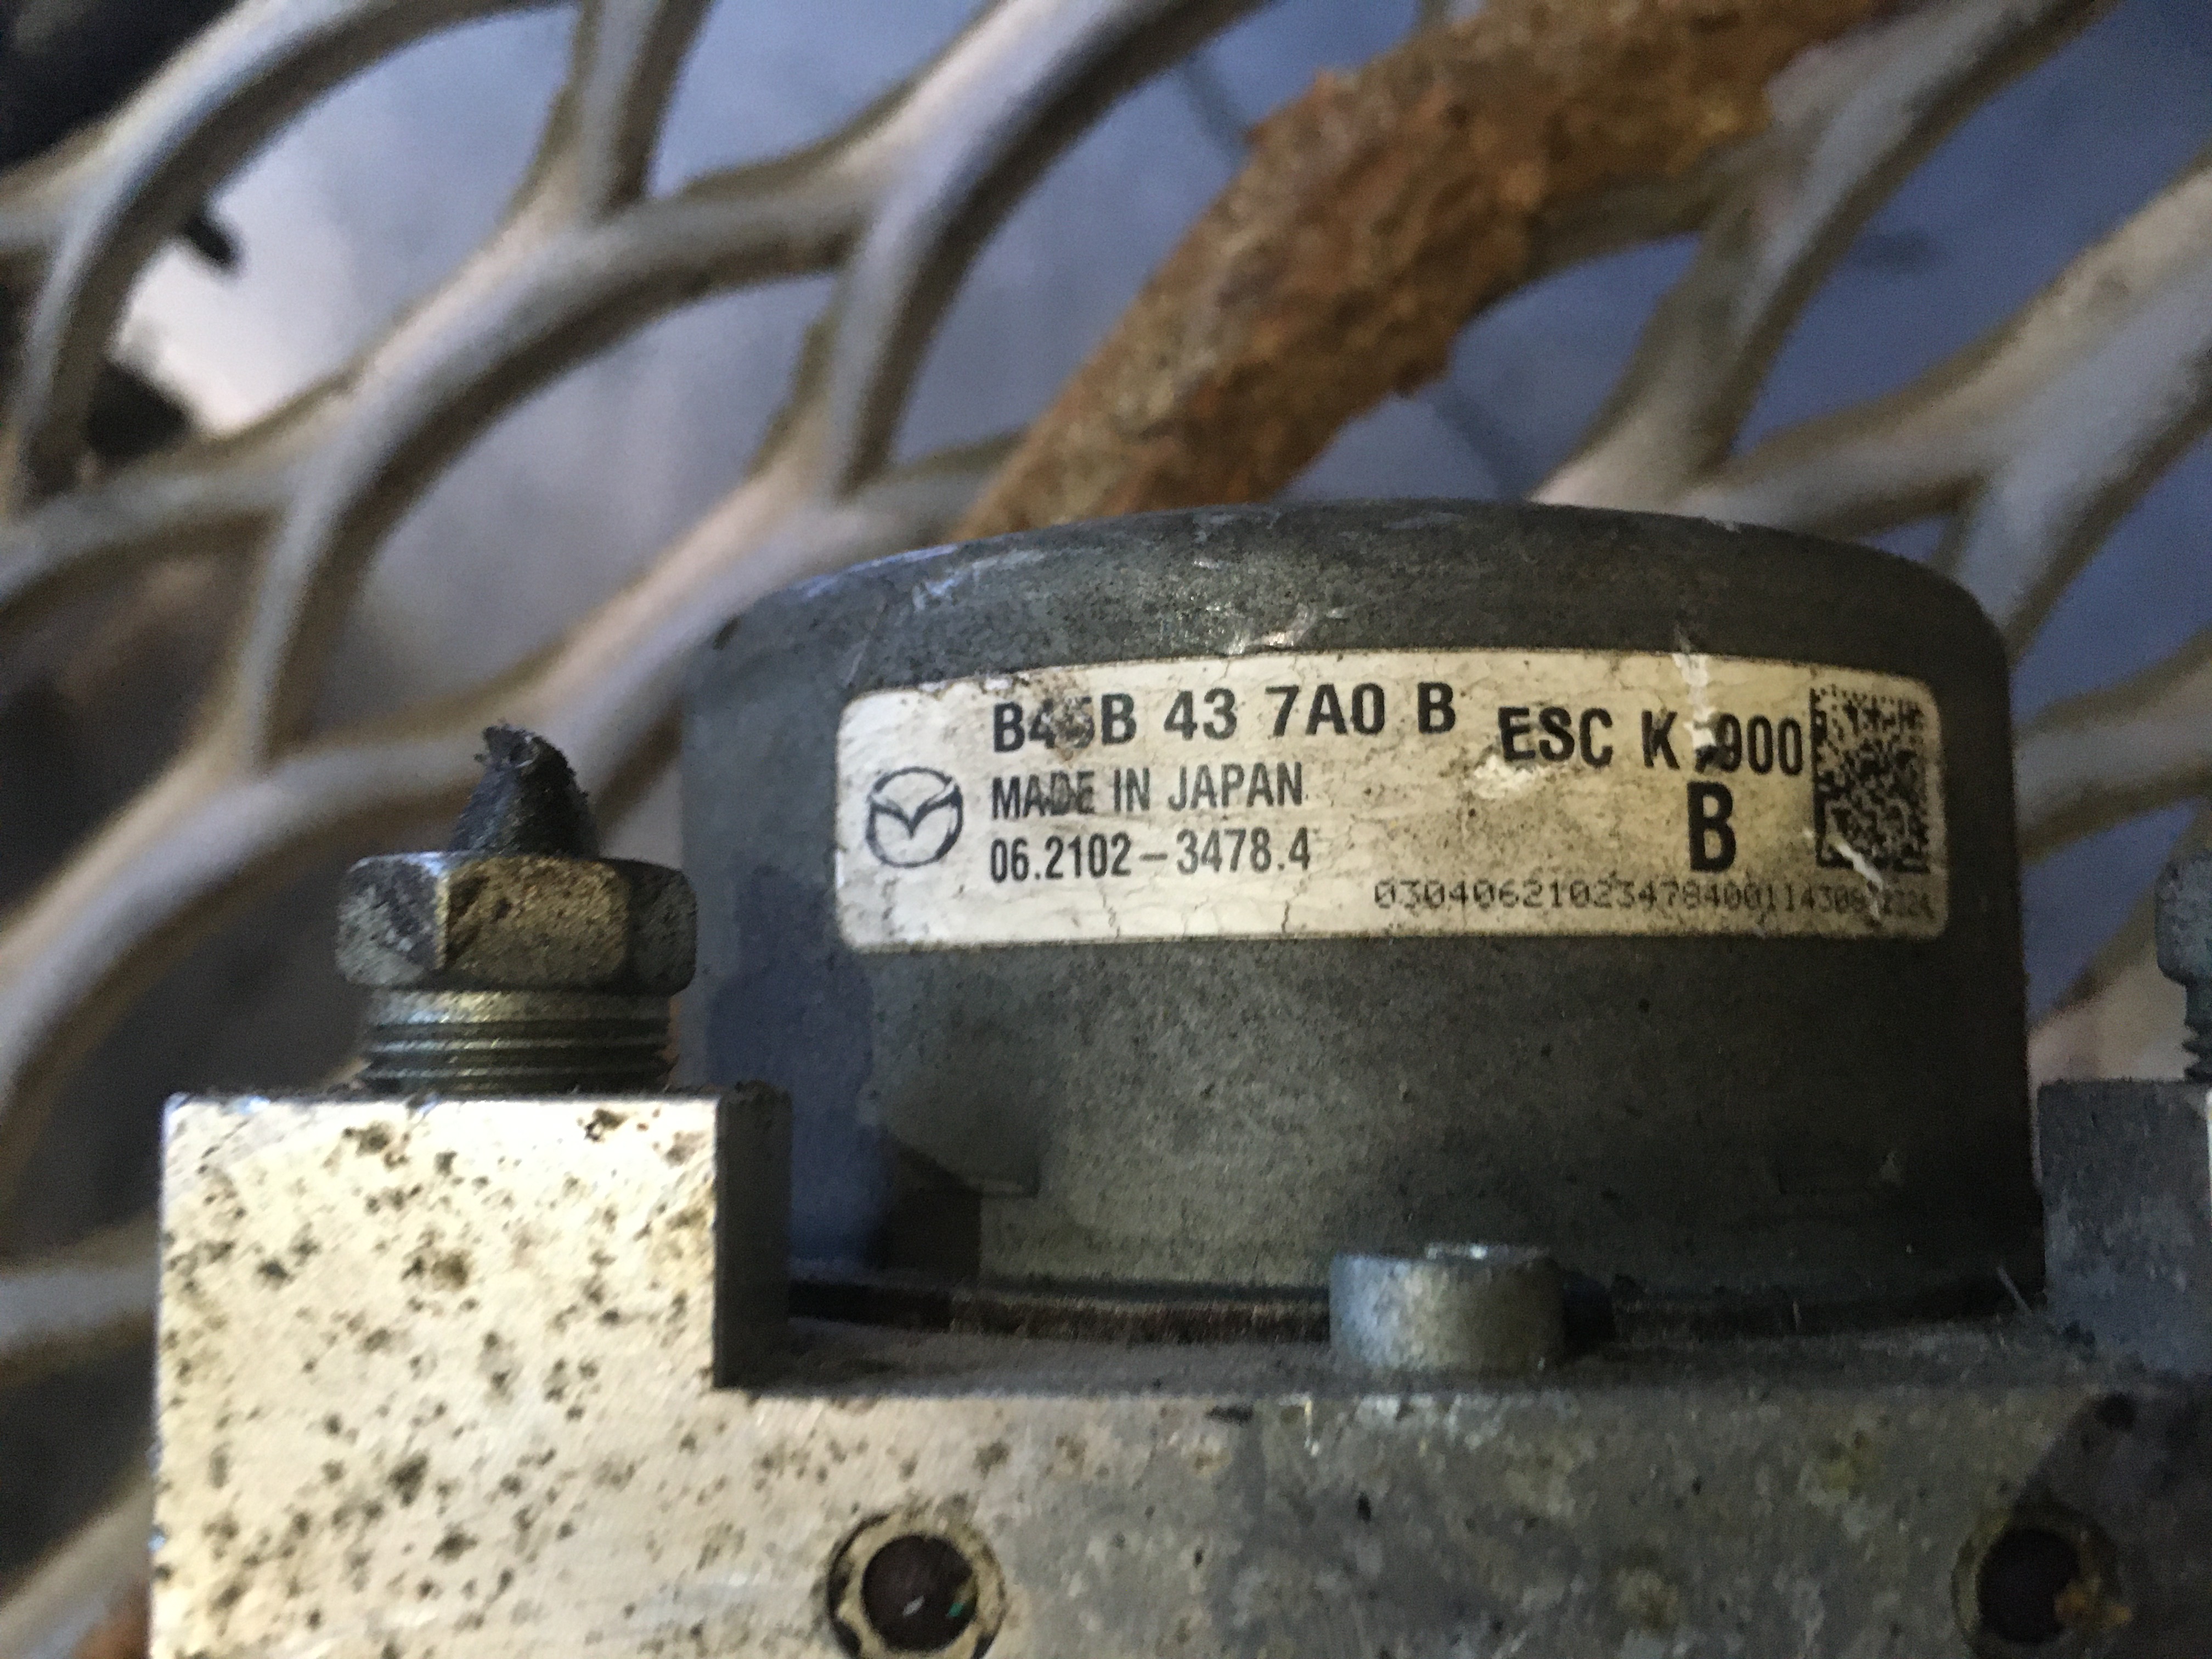 B45B 43 7A0 B
ESC
B
MADE IN JAPAN
06.2102-3478.4